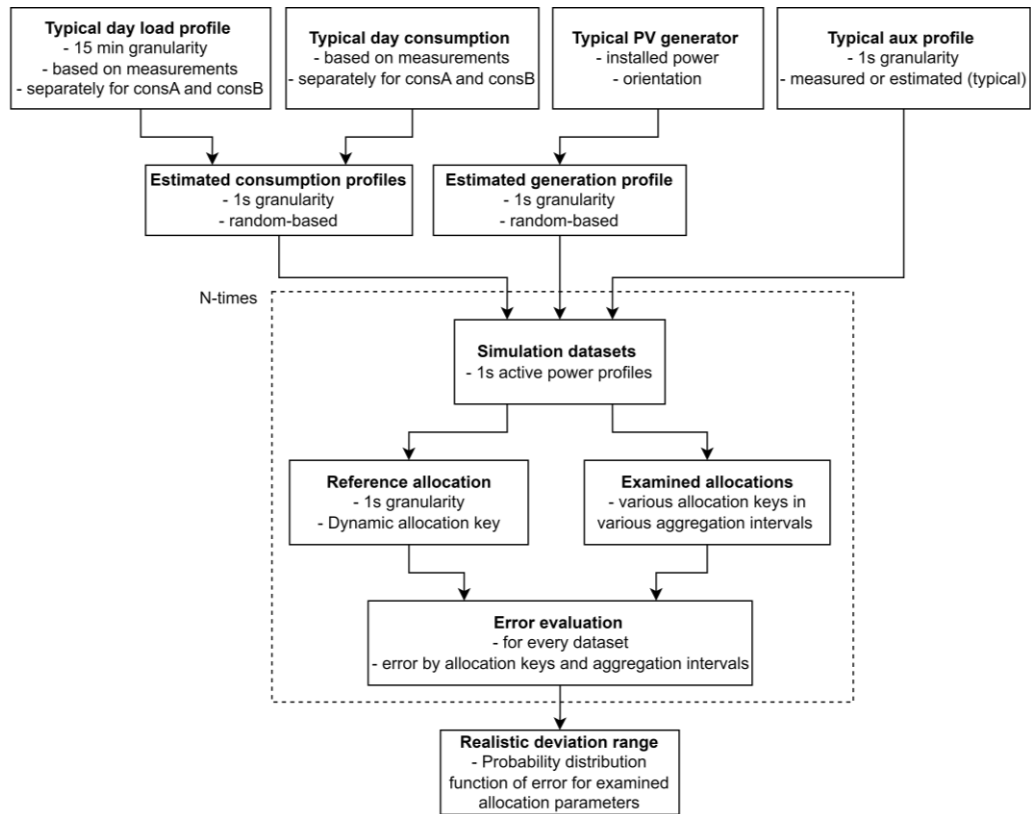 Typical day load profile
- 15 min granularity
- based on measurements
- separately for consA and consB
Typical day consumption
- based on measurements
- separately for consA and consB
Typical PV generator
- installed power
- orientation
Typical aux profile
- 1s granularity
- measured or estimated (typical)
Estimated consumption profiles
- 1s granularity
- random-based
Estimated generation profile
- 1s granularity
- random-based
N-times
Simulation datasets
- 1s active power profiles
Reference allocation
- 1s granularity
- Dynamic allocation key
Examined allocations
- various allocation keys in
various aggregation intervals
Error evaluation
- for every dataset
- error by allocation keys and aggregation intervals
Realistic deviation range
- Probability distribution
function of error for examined
allocation parameters